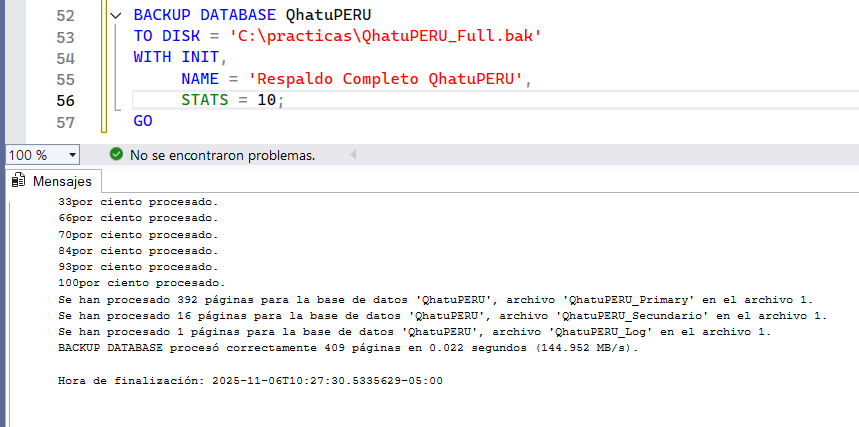 52 BACKUP DATABASE QhatuPERU
53 TO DISK = 'C:\practicas\QhatuPERU_Full.bak'
54 WITH INIT,
55 NAME = 'Respaldo Completo QhatuPERU',
56 STATS = 10;
57 GO
100 % No se encontraron problemas.
Mensajes
33por ciento procesado.
66por ciento procesado.
70por ciento procesado.
84por ciento procesado.
93por ciento procesado.
100por ciento procesado.
Se han procesado 392 páginas para la base de datos 'QhatuPERU', archivo 'QhatuPERU_Primary' en el archivo 1.
Se han procesado 16 páginas para la base de datos 'QhatuPERU', archivo 'QhatuPERU_Secundario' en el archivo 1.
Se han procesado 1 páginas para la base de datos 'QhatuPERU', archivo 'QhatuPERU_Log' en el archivo 1.
BACKUP DATABASE procesó correctamente 409 páginas en 0.022 segundos (144.952 MB/s).
Hora de finalización: 2025-11-06T10:27:30.5335629-05:00